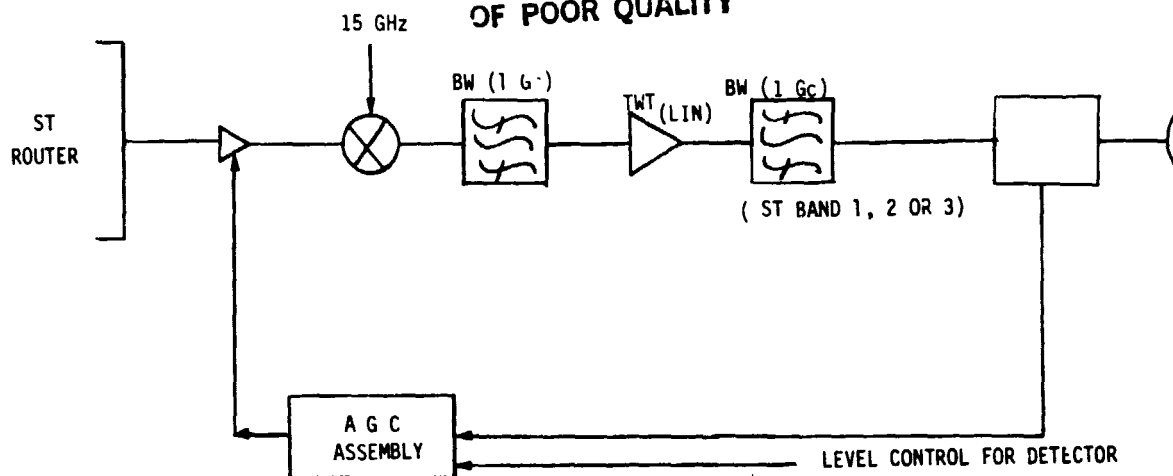 OF POOR QUALITY
15 GHz
ST
ROUTER
BW (1 G
TWT
(LIN)
BW (1 Gc)
( ST BAND 1, 2 OR 3)
A G C
ASSEMBLY
LEVEL CONTROL FOR DETECTOR